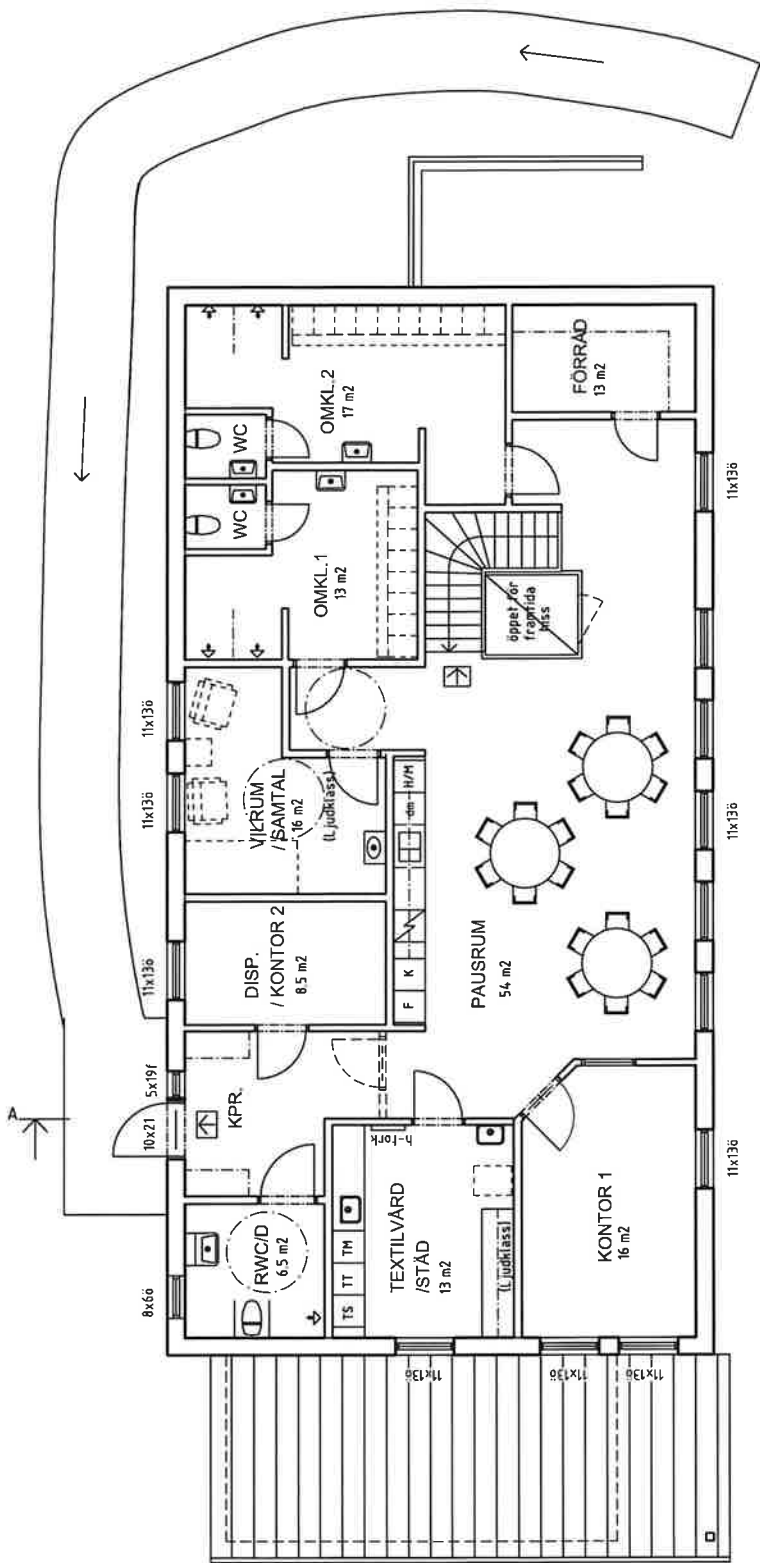 A
8x6ö
10x21
5x19f
11x13ö
11x13ö
11x13ö
RWC/D
6.5 m2
KPR.
DISP.
/ KONTOR 2
8.5 m2
VILRUM
/ SAMTAL
16 m2
(Ljudklass)
WC
WC
OMKL.1
13 m2
OMKL.2
17 m2
TS
TT
TM
h-fork
TEXTILVÅRD
/STÄD
13 m2
(Ljudklass)
F
K
dm
H/M
PAUSRUM
54 m2
öppet för
framtida
hiss
FÖRRÅD
13 m2
KONTOR 1
16 m2
11x13ö
11x13ö
11x13ö
11x13ö
11x13ö
11x13ö